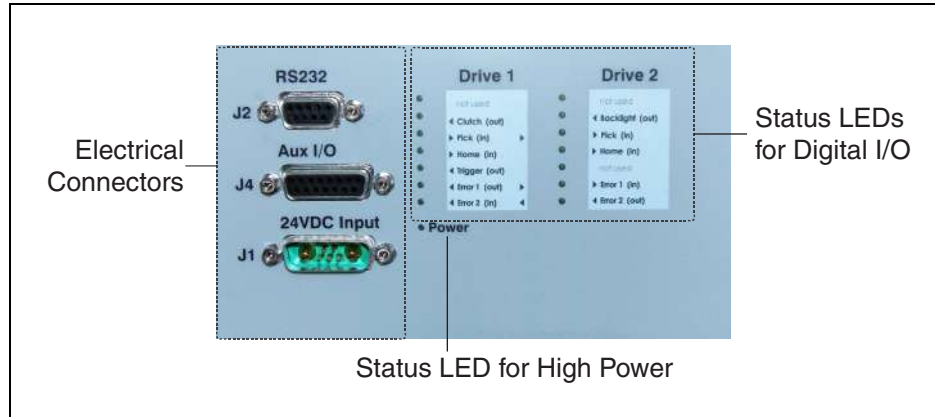 RS232
J2
Aux I/O
J4
24VDC Input
J1
Electrical
Connectors
Drive 1
not used
Clutch (out)
Pick (in)
Home (in)
Trigger (out)
Error 1 (out)
Error 2 (in)
Power
Drive 2
not used
Backlight (out)
Pick (in)
Home (in)
not used
Error 1 (in)
Error 2 (out)
Status LEDs
for Digital I/O
Status LED for High Power